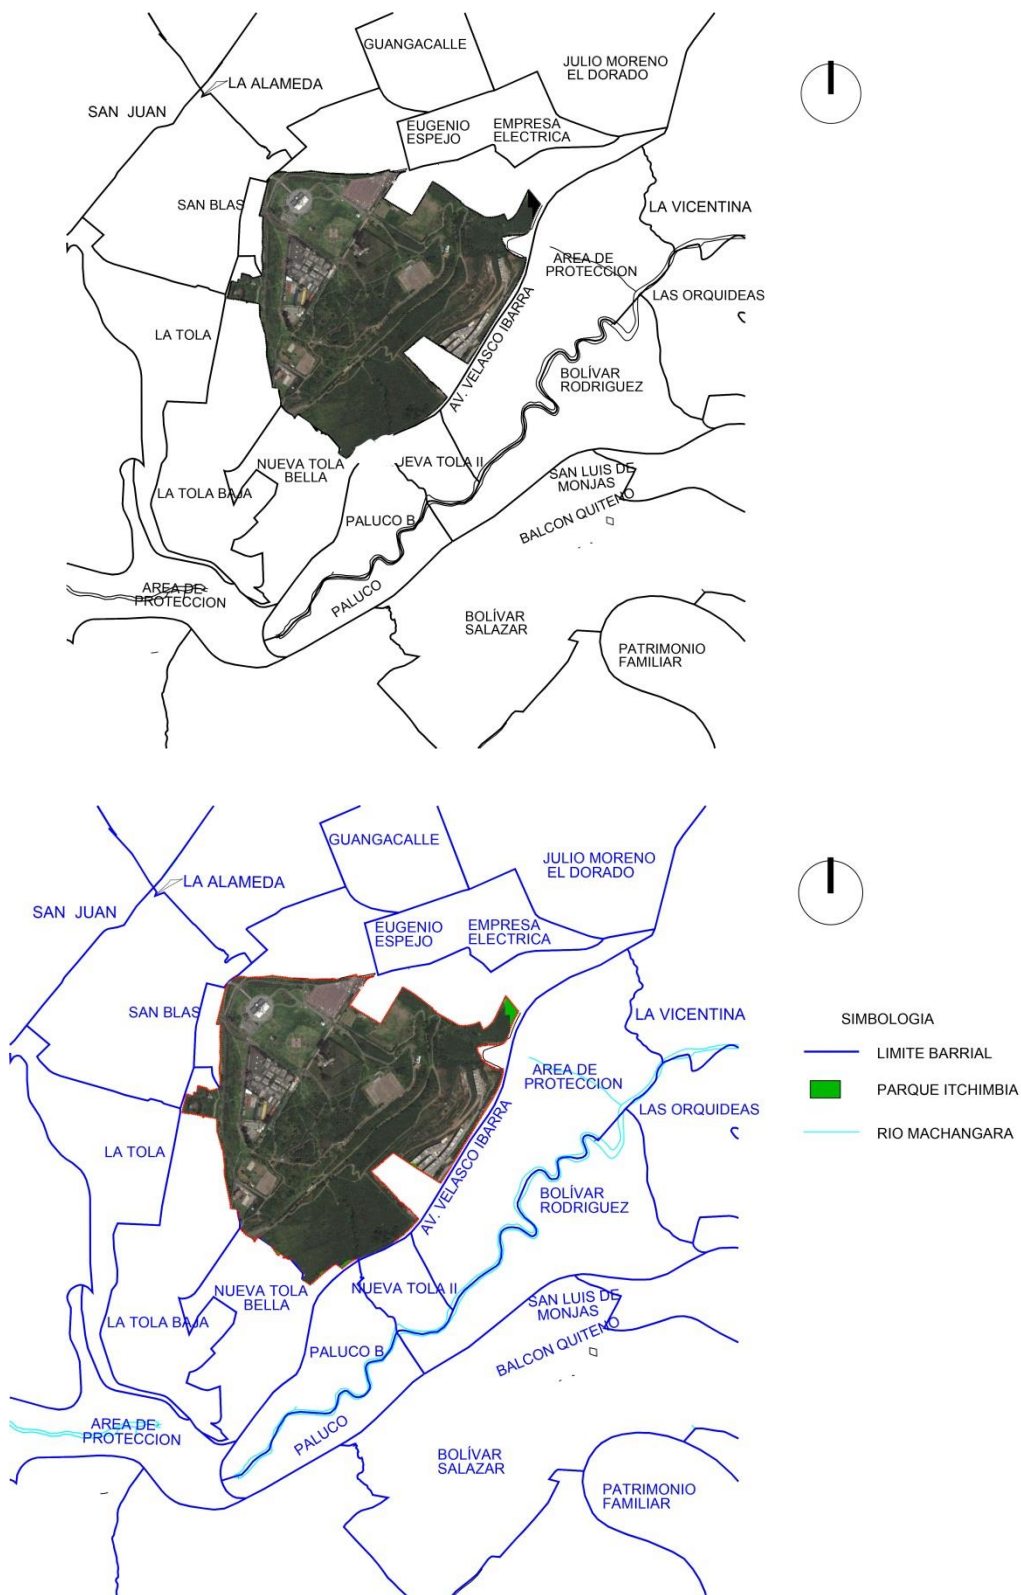 GUANGACALLE
JULIO MORENO
EL DORADO
LA ALAMEDA
SAN JUAN
EUGENIO
ESPEJO
EMPRESA
ELECTRICA
SAN BLAS
LA VICENTINA
AREA DE
PROTECCION
LAS ORQUIDEAS
LA TOLA
AV. VELASCO IBARRA
BOLÍVAR
RODRIGUEZ
NUEVA TOLA
BELLA
JEVA TOLA II
SAN LUIS DE
MONJAS
LA TOLA BAJA
BALCON QUITENO
PALUCO B
AREA DE
PROTECCION
PALUCO
BOLÍVAR
SALAZAR
PATRIMONIO
FAMILIAR
GUANGACALLE
JULIO MORENO
EL DORADO
LA ALAMEDA
SAN JUAN
EUGENIO
ESPEJO
EMPRESA
ELECTRICA
SAN BLAS
LA VICENTINA
SIMBOLOGIA
LIMITE BARRIAL
PARQUE ITCHIMBIA
RIO MACHANGARA
AREA DE
PROTECCION
LAS ORQUIDEAS
LA TOLA
AV. VELASCO IBARRA
BOLÍVAR
RODRIGUEZ
NUEVA TOLA
BELLA
NUEVA TOLA II
SAN LUIS DE
MONJAS
LA TOLA BAJA
BALCON QUITENO
PALUCO B
AREA DE
PROTECCION
PALUCO
BOLÍVAR
SALAZAR
PATRIMONIO
FAMILIAR